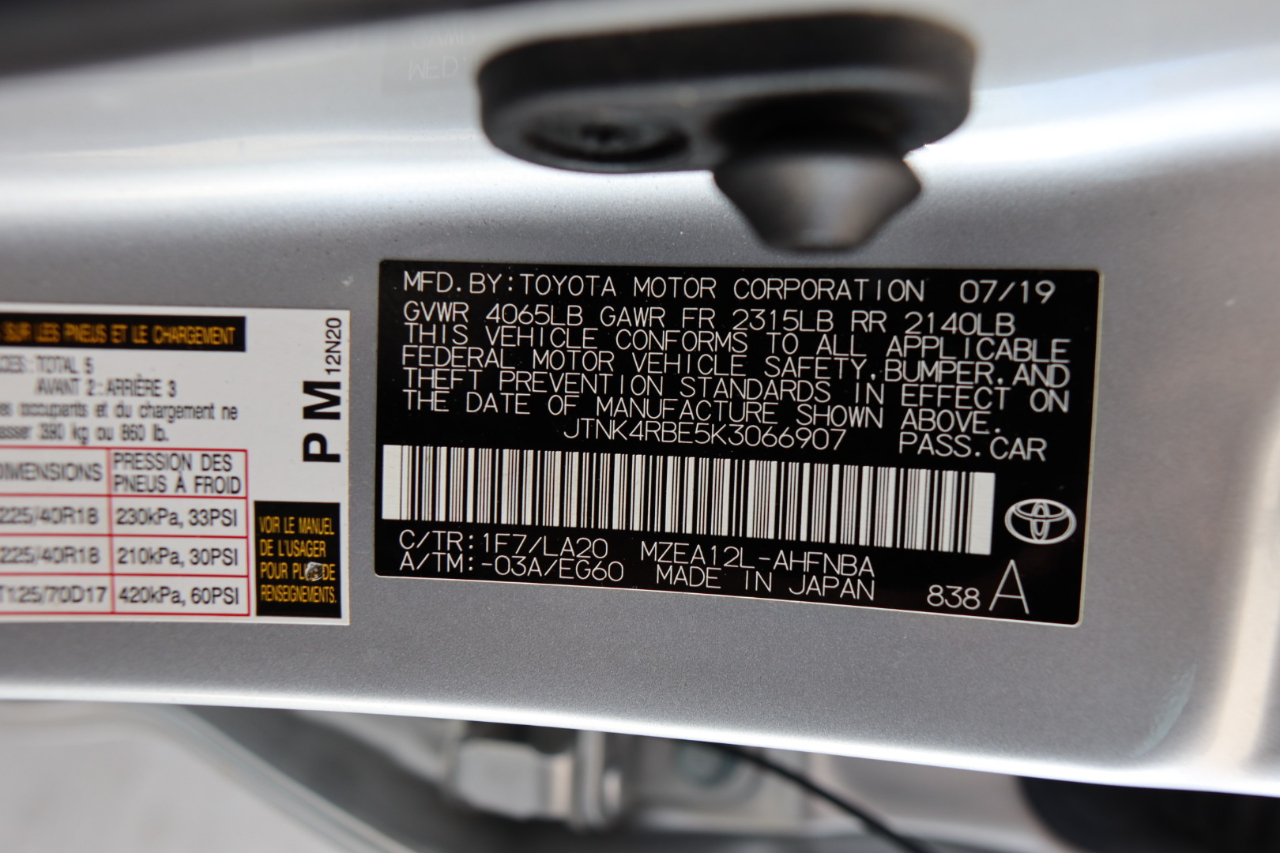 SUR LES PNEUS ET LE CHARGEMENT
TOTAL 5
AVANT 2 : ARRIÈRE 3
occupants et du chargement ne
390 kg ou 860 lb.
PM 12N20
DIMENSIONS PRESSION DES PNEUS À FROID
225/40R18 230kPa, 33PSI
225/40R18 210kPa, 30PSI
T125/70D17 420kPa, 60PSI
VOIR LE MANUEL
DE L'USAGER
POUR PLUS DE
RENSEIGNEMENTS.
MFD.BY:TOYOTA MOTOR CORPORATION 07/19
GVWR 4065LB GAWR FR 2315LB RR 2140LB
THIS VEHICLE CONFORMS TO ALL APPLICABLE
FEDERAL MOTOR VEHICLE SAFETY,BUMPER,AND
THEFT PREVENTION STANDARDS IN EFFECT ON
THE DATE OF MANUFACTURE SHOWN ABOVE.
JTNK4RBE5K3066907 PASS.CAR
C/TR:1F7/LA20 MZEA12L-AHFNBA
A/TM:-03A/EG60 MADE IN JAPAN
838 A